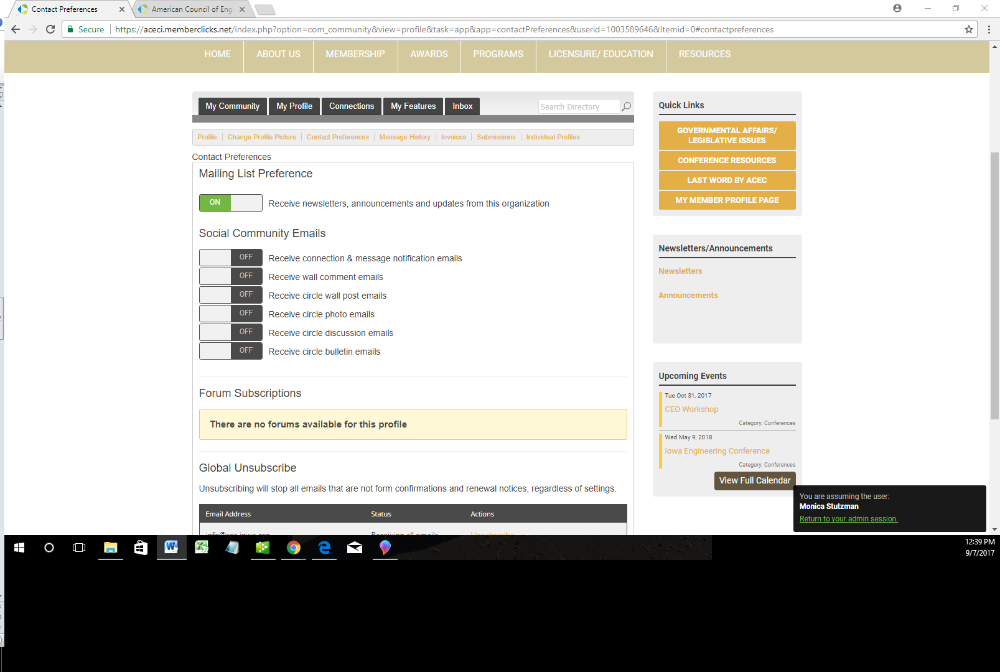 Contact Preferences
American Council of Eng
Secure
https://aceci.memberclicks.net/index.php?option=com_community&view=profile&task=app&app=contactPreferences&userid=1003589646&Itemid=0#contactpreferences
HOME
ABOUT US
MEMBERSHIP
AWARDS
PROGRAMS
LICENSURE/ EDUCATION
RESOURCES
My Community
My Profile
Connections
My Features
Inbox
Search Directory
Profile
Change Profile Picture
Contact Preferences
Message History
Invoices
Submissions
Individual Profiles
Contact Preferences
Mailing List Preference
ON
Receive newsletters, announcements and updates from this organization
Social Community Emails
OFF
Receive connection & message notification emails
OFF
Receive wall comment emails
OFF
Receive circle wall post emails
OFF
Receive circle photo emails
OFF
Receive circle discussion emails
OFF
Receive circle bulletin emails
Forum Subscriptions
There are no forums available for this profile
Global Unsubscribe
Unsubscribing will stop all emails that are not form confirmations and renewal notices, regardless of settings.
Email Address
Status
Actions
info@ces-iowa.org
Receiving all emails
Unsubscribe
Quick Links
GOVERNMENTAL AFFAIRS/
LEGISLATIVE ISSUES
CONFERENCE RESOURCES
LAST WORD BY ACEC
MY MEMBER PROFILE PAGE
Newsletters/Announcements
Newsletters
Announcements
Upcoming Events
Tue Oct 31, 2017
CEO Workshop
Category: Conferences
Wed May 9, 2018
Iowa Engineering Conference
Category: Conferences
View Full Calendar
You are assuming the user:
Monica Stutzman
Return to your admin session.
12:39 PM
9/7/2017